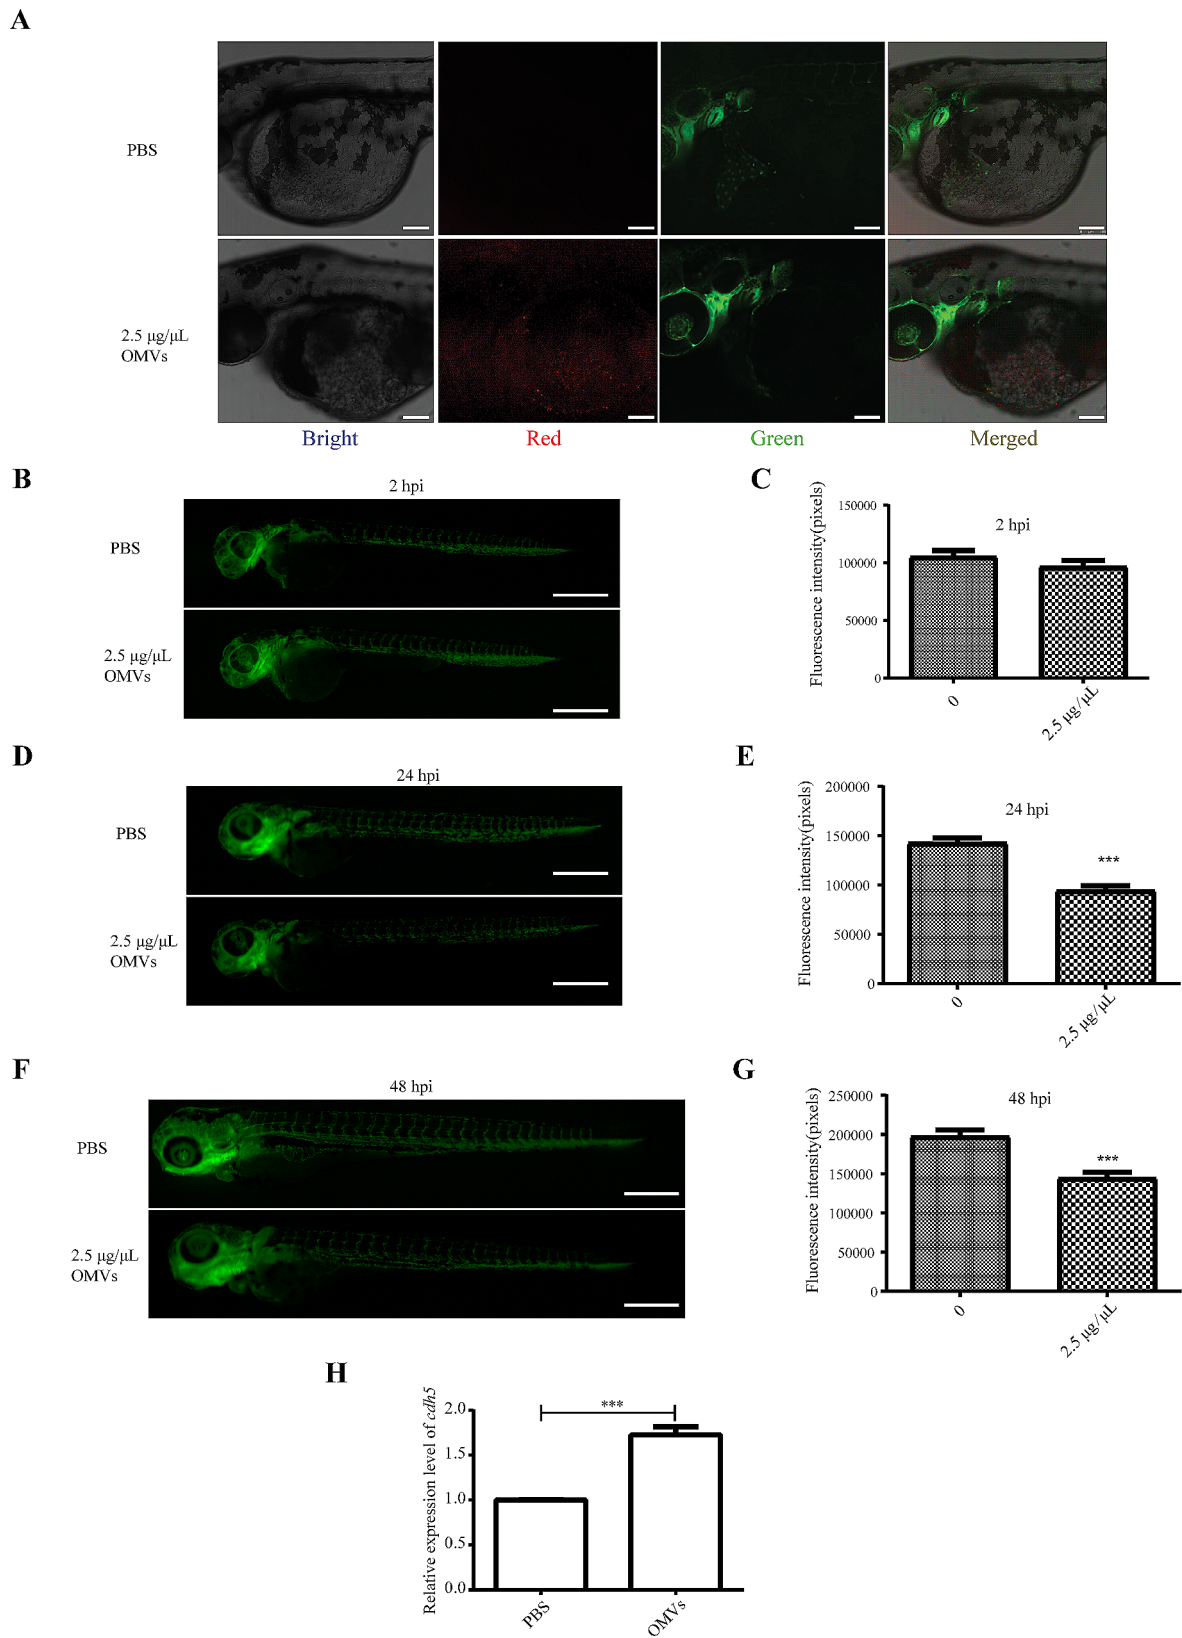 A
PBS
2.5 μg/μL
OMVs
Bright Red Green Merged
B
2 hpi
PBS
2.5 μg/μL
OMVs
C
Fluorescence intensity(pixels)
150000
100000
50000
0
2 hpi
0
2.5 μg/μL
D
24 hpi
PBS
2.5 μg/μL
OMVs
E
Fluorescence intensity(pixels)
200000
150000
100000
50000
0
24 hpi
***
0
2.5 μg/μL
F
48 hpi
PBS
2.5 μg/μL
OMVs
G
Fluorescence intensity(pixels)
250000
200000
150000
100000
50000
0
48 hpi
***
0
2.5 μg/μL
H
Relative expression level of cdh5
2.0
1.5
1.0
0.5
0.0
***
PBS
OMVs